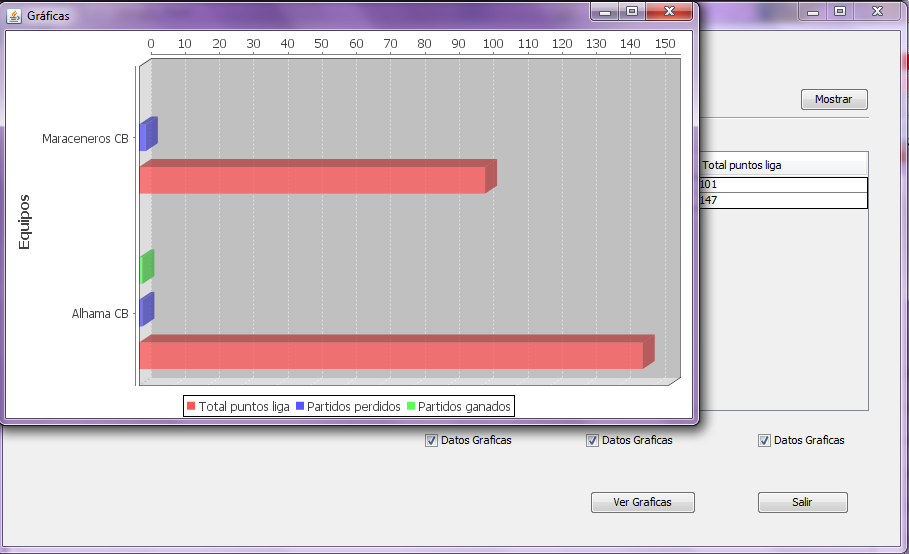 Gráficas
0 10 20 30 40 50 60 70 80 90 100 110 120 130 140 150
Mostrar
Maraceneros CB
Total puntos liga
101
147
Equipos
Alhama CB
Total puntos liga Partidos perdidos Partidos ganados
Datos Graficas Datos Graficas Datos Graficas
Ver Graficas Salir